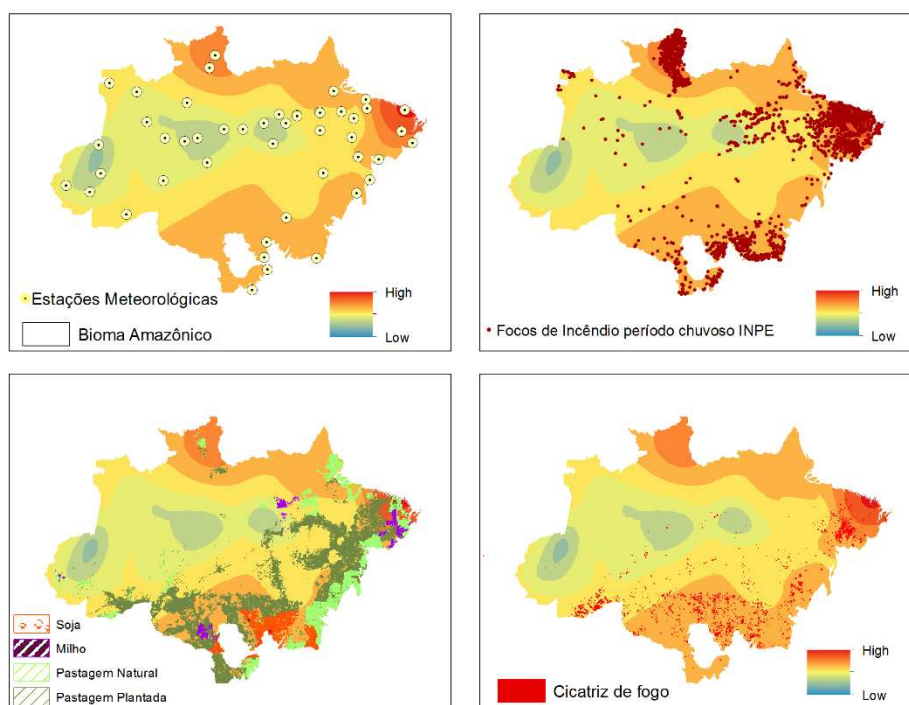 Estações Meteorológicas
Bioma Amazônico
High
Low
Focos de Incêndio período chuvoso INPE
High
Low
Soja
Milho
Pastagem Natural
Pastagem Plantada
Cicatriz de fogo
High
Low